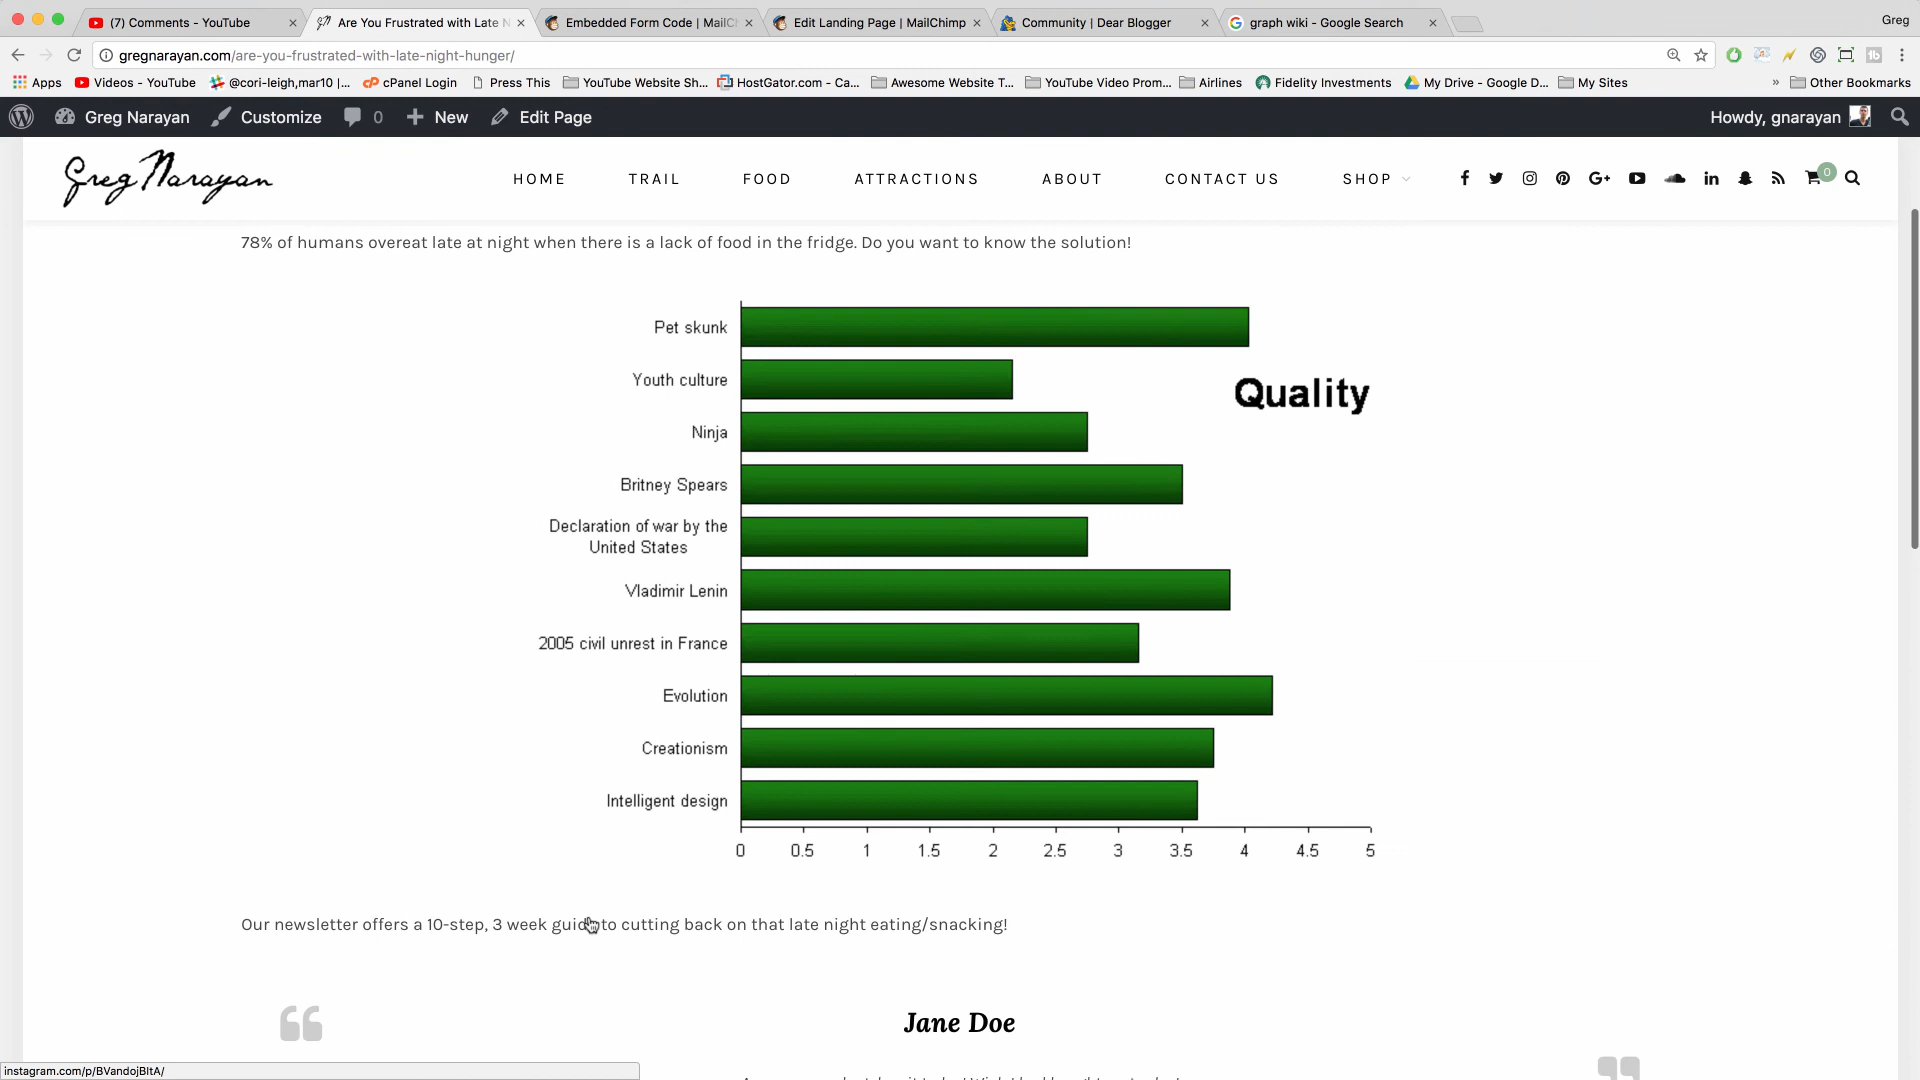 (7) Comments - YouTube
Are You Frustrated with Late N
Embedded Form Code | MailCh
Edit Landing Page | MailChimp
Community | Dear Blogger
graph wiki - Google Search
Greg
gregnarayan.com/are-you-frustrated-with-late-night-hunger/
Apps
Videos - YouTube
@cori-leigh,mar10 |...
cPanel Login
Press This
YouTube Website Sh...
HostGator.com - Ca...
Awesome Website T...
YouTube Video Prom...
Airlines
Fidelity Investments
My Drive - Google D...
My Sites
»
Other Bookmarks
Greg Narayan
Customize
0
New
Edit Page
Howdy, gnarayan
Greg Narayan
HOME
TRAIL
FOOD
ATTRACTIONS
ABOUT
CONTACT US
SHOP
0
78% of humans overeat late at night when there is a lack of food in the fridge. Do you want to know the solution!
Pet skunk
Youth culture
Quality
Ninja
Britney Spears
Declaration of war by the
United States
Vladimir Lenin
2005 civil unrest in France
Evolution
Creationism
Intelligent design
0 0.5 1 1.5 2 2.5 3 3.5 4 4.5 5
Our newsletter offers a 10-step, 3 week guide to cutting back on that late night eating/snacking!
Jane Doe
instagram.com/p/BVandojBltA/